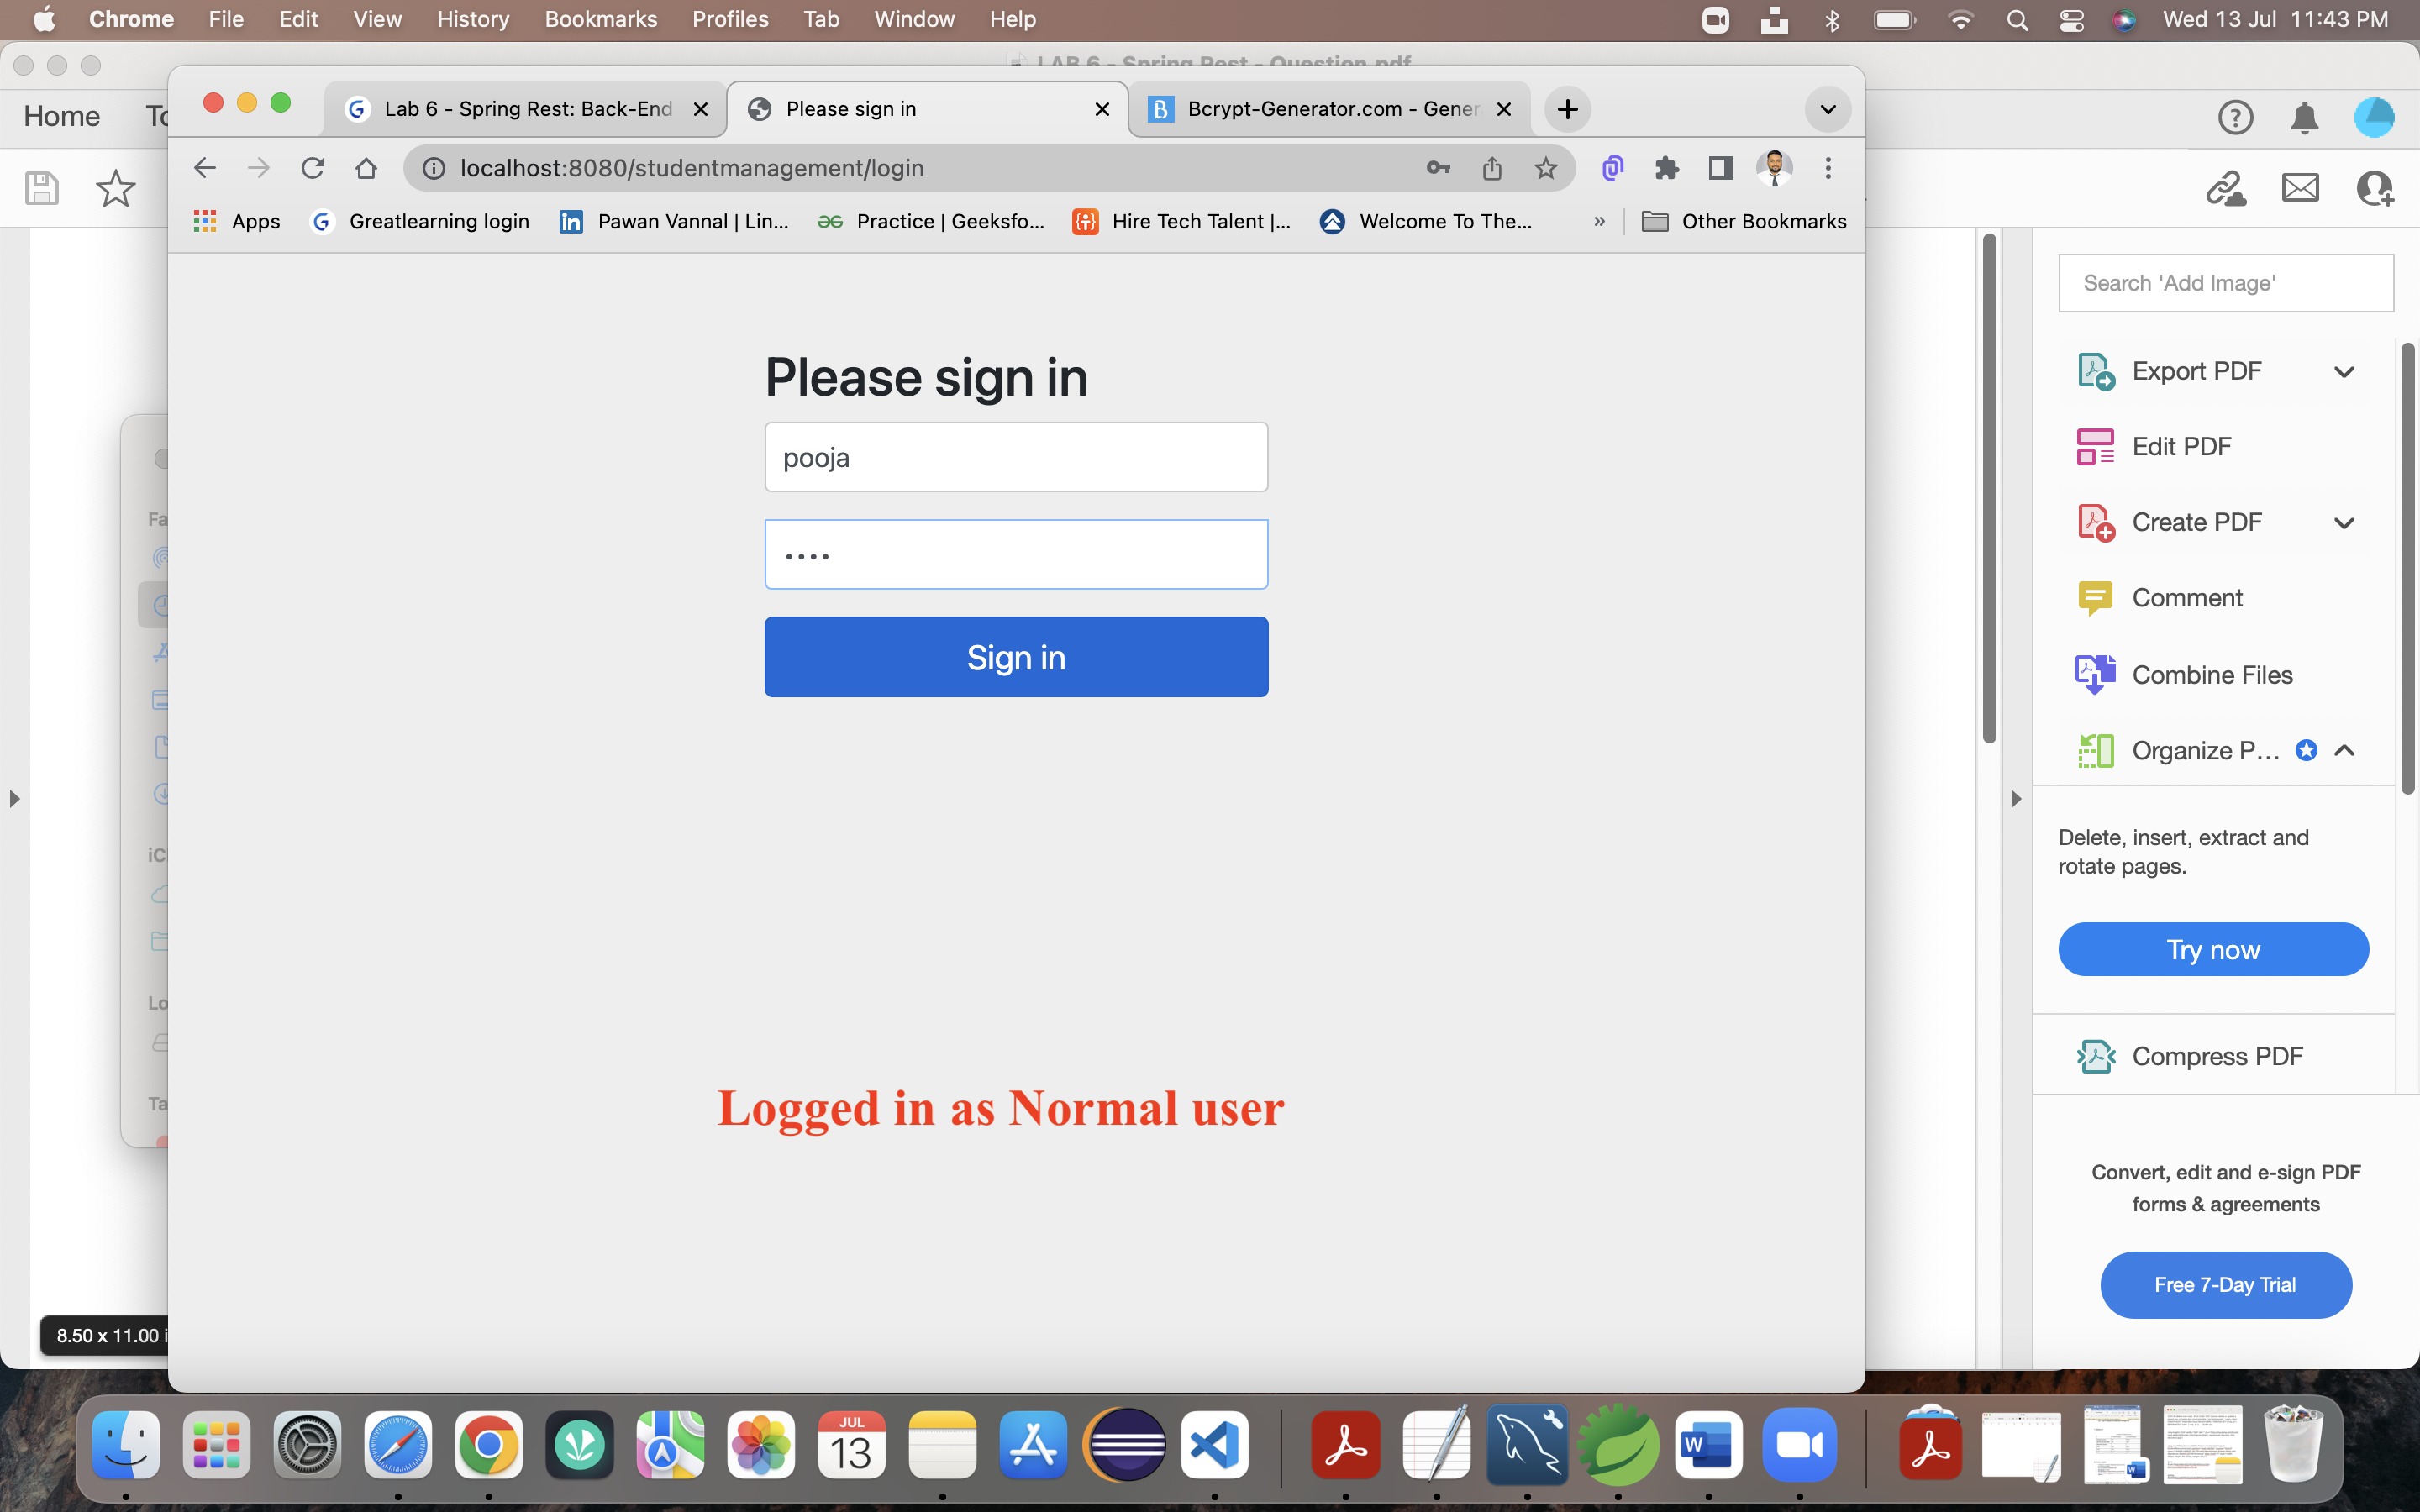 Chrome File Edit View History Bookmarks Profiles Tab Window Help Wed 13 Jul 11:43 PM
LAB 6 - Spring Rest - Question.pdf
Lab 6 - Spring Rest: Back-End Please sign in Bcrypt-Generator.com - Gener
Home
localhost:8080/studentmanagement/login
Apps Greatlearning login Pawan Vannal | Lin... Practice | Geeksfo... Hire Tech Talent |... Welcome To The... » Other Bookmarks
Search 'Add Image'
Please sign in
Export PDF
pooja
Edit PDF
Fa
Create PDF
••••
Comment
Sign in
Combine Files
Organize P...
Delete, insert, extract and
rotate pages.
iC
Try now
Lo
Compress PDF
Ta
Logged in as Normal user
Convert, edit and e-sign PDF
forms & agreements
Free 7-Day Trial
8.50 x 11.00 i
JUL
13